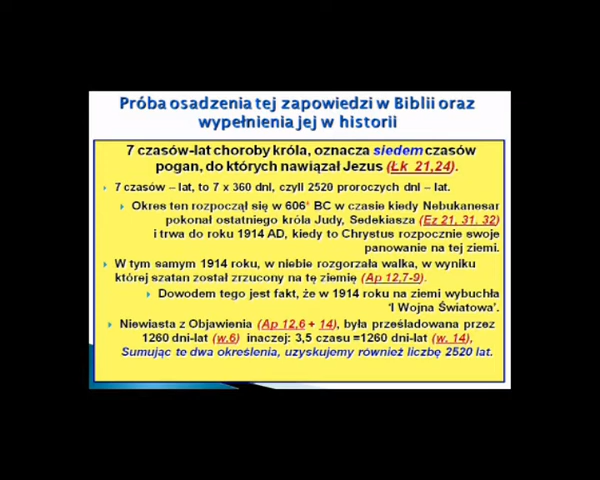 Próba osadzenia tej zapowiedzi w Biblii oraz
wypełnienia jej w historii
7 czasów-lat choroby króla, oznacza siedem czasów
pogan, do których nawiązał Jezus (Łk 21,24).
7 czasów – lat, to 7 x 360 dni, czyli 2520 proroczych dni – lat.
Okres ten rozpoczął się w 606* BC w czasie kiedy Nebukanesar
pokonał ostatniego króla Judy, Sedekiasza (Ez 21, 31, 32)
i trwa do roku 1914 AD, kiedy to Chrystus rozpocznie swoje
panowanie na tej ziemi.
W tym samym 1914 roku, w niebie rozgorzała walka, w wyniku
której szatan został zrzucony na tę ziemię (Ap 12,7-9).
Dowodem tego jest fakt, że w 1914 roku na ziemi wybuchła
'I Wojna Światowa'.
Niewiasta z Objawienia (Ap 12,6 + 14), była prześladowana przez
1260 dni-lat (w.6) inaczej: 3,5 czasu =1260 dni-lat (w. 14),
Sumując te dwa określenia, uzyskujemy również liczbę 2520 lat.